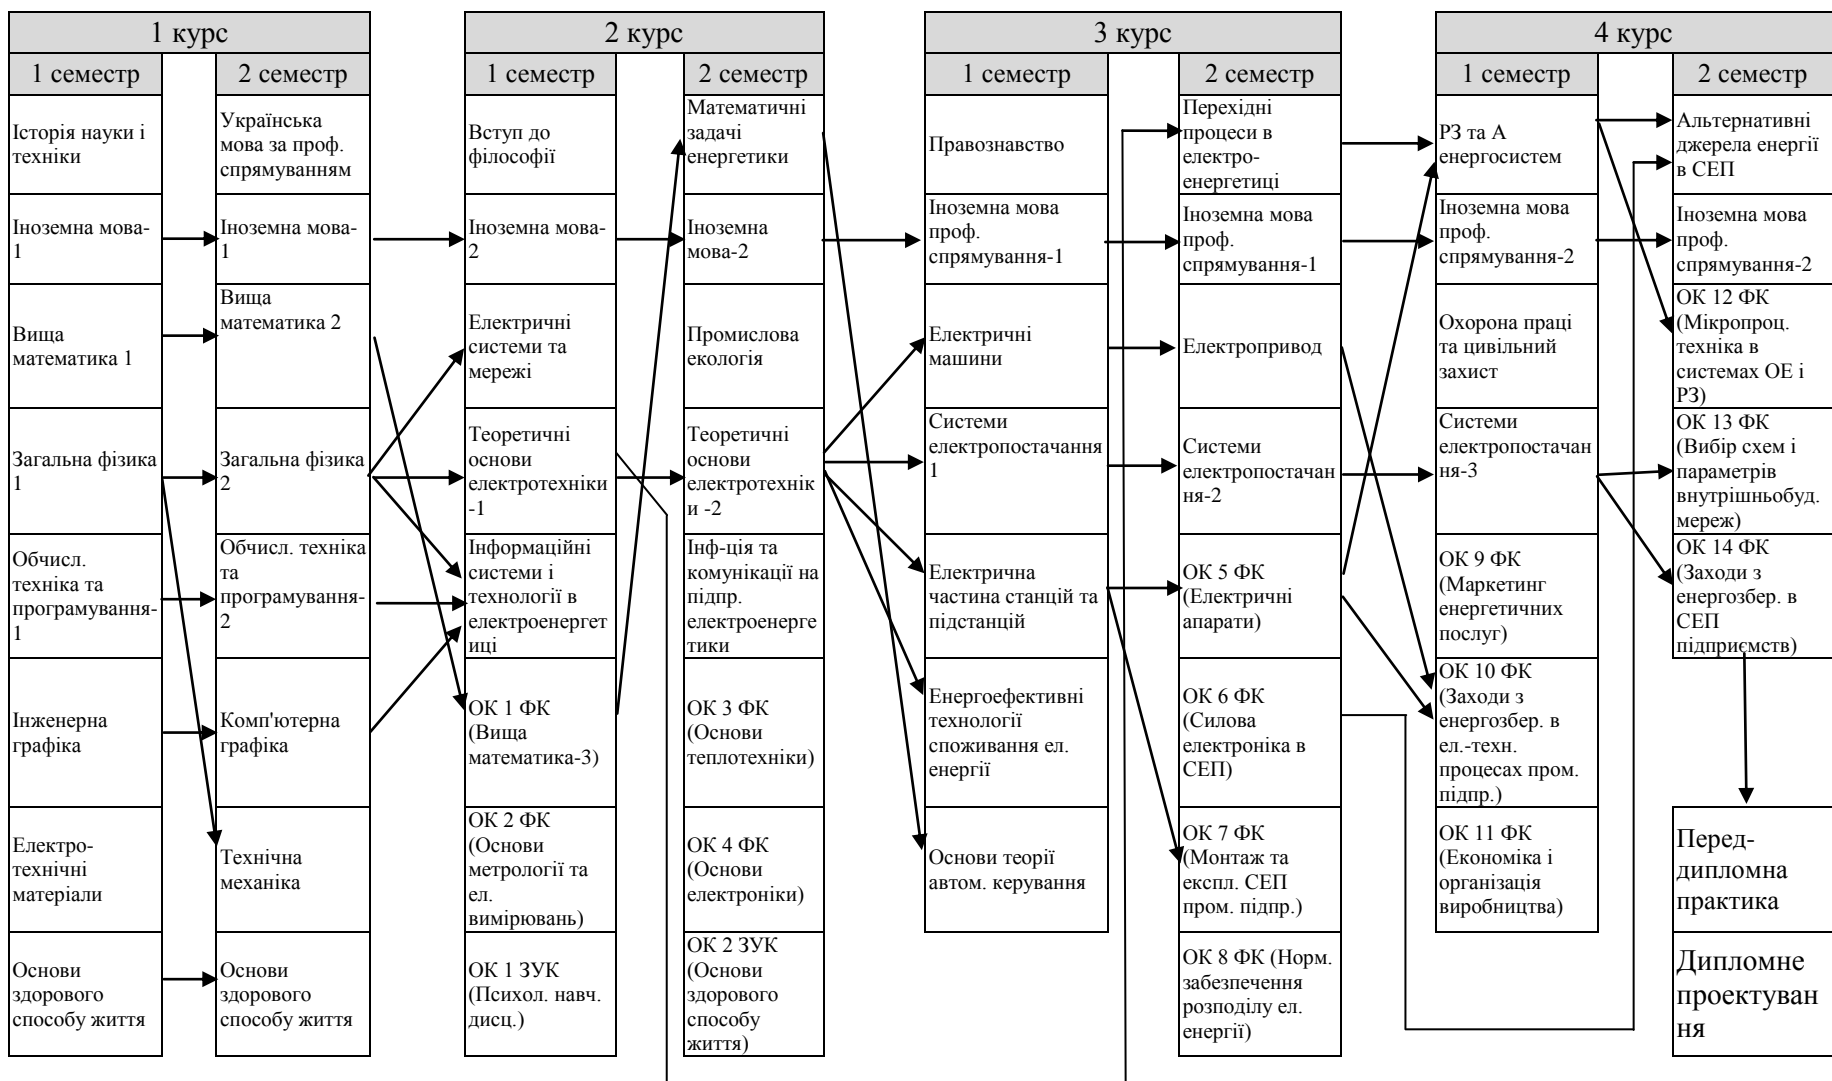 1 курс
2 курс
3 курс
4 курс
1 семестр
2 семестр
1 семестр
2 семестр
1 семестр
2 семестр
1 семестр
2 семестр
Історія науки і
техніки
Іноземна мова-
1
Вища
математика 1
Загальна фізика
1
Обчисл.
техніка та
програмування-
1
Інженерна
графіка
Електро-
технічні
матеріали
Основи
здорового
способу життя
Українська
мова за проф.
спрямуванням
Іноземна мова-
1
Вища
математика 2
Загальна фізика
2
Обчисл. техніка
та
програмування-
2
Комп'ютерна
графіка
Технічна
механіка
Основи
здорового
способу життя
Вступ до
філософії
Іноземна мова-
2
Електричні
системи та
мережі
Теоретичні
основи
електротехніки
-1
Інформаційні
системи і
технології в
електроенергет
иці
ОК 1 ФК
(Вища
математика-3)
ОК 2 ФК
(Основи
метрології та
ел.
вимірювань)
ОК 1 ЗУК
(Психол. навч.
дисц.)
Математичні
задачі
енергетики
Іноземна
мова-2
Промислова
екологія
Теоретичні
основи
електротехнік
и -2
Інф-ція та
комунікації на
підпр.
електроенерге
тики
ОК 3 ФК
(Основи
теплотехніки)
ОК 4 ФК
(Основи
електроніки)
ОК 2 ЗУК
(Основи
здорового
способу
життя)
Правознавство
Іноземна мова
проф.
спрямування-1
Електричні
машини
Системи
електропостачання
1
Електрична
частина станцій та
підстанцій
Енергоефективні
технології
споживання ел.
енергії
Основи теорії
автом. керування
Перехідні
процеси в
електро-
енергетиці
Іноземна мова
проф.
спрямування-1
Електропривод
Системи
електропостачан
ня-2
ОК 5 ФК
(Електричні
апарати)
ОК 6 ФК
(Силова
електроніка в
СЕП)
ОК 7 ФК
(Монтаж та
експл. СЕП
пром. підпр.)
ОК 8 ФК (Норм.
забезпечення
розподілу ел.
енергії)
РЗ та А
енергосистем
Іноземна мова
проф.
спрямування-2
Охорона праці
та цивільний
захист
Системи
електропостачан
ня-3
ОК 9 ФК
(Маркетинг
енергетичних
послуг)
ОК 10 ФК
(Заходи з
енергозбер. в
ел.-техн.
процесах пром.
підпр.)
ОК 11 ФК
(Економіка і
організація
виробництва)
Альтернативні
джерела енергії
в СЕП
Іноземна мова
проф.
спрямування-2
ОК 12 ФК
(Мікропроц.
техніка в
системах ОЕ і
РЗ)
ОК 13 ФК
(Вибір схем і
параметрів
внутрішньобуд.
мереж)
ОК 14 ФК
(Заходи з
енергозбер. в
СЕП
підприємств)
Перед-
дипломна
практика
Дипломне
проектуван
ня